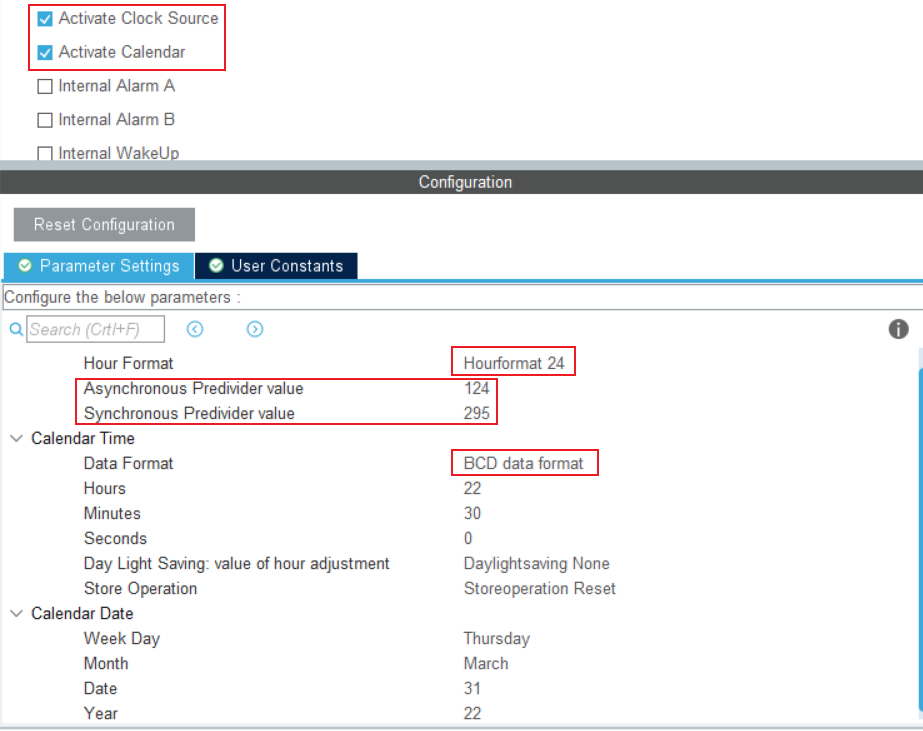 Activate Clock Source
Activate Calendar
Internal Alarm A
Internal Alarm B
Internal WakeUp
Configuration
Reset Configuration
Parameter Settings User Constants
Configure the below parameters :
Search (Crtl+F)
Hour Format Hourformat 24
Asynchronous Predivider value 124
Synchronous Predivider value 295
Calendar Time
Data Format BCD data format
Hours 22
Minutes 30
Seconds 0
Day Light Saving: value of hour adjustment Daylightsaving None
Store Operation Storeoperation Reset
Calendar Date
Week Day Thursday
Month March
Date 31
Year 22